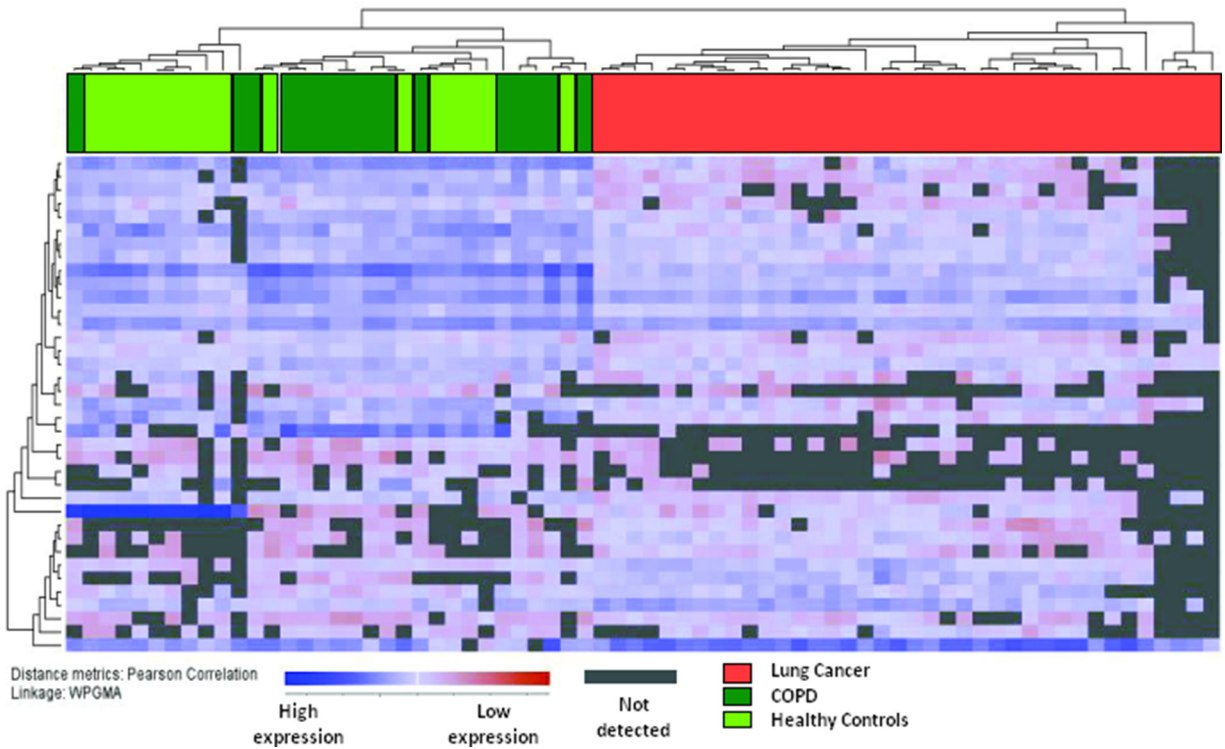 Distance metrics: Pearson Correlation
Linkage: WPGMA
High
expression
Low
expression
Not
detected
Lung Cancer
COPD
Healthy Controls